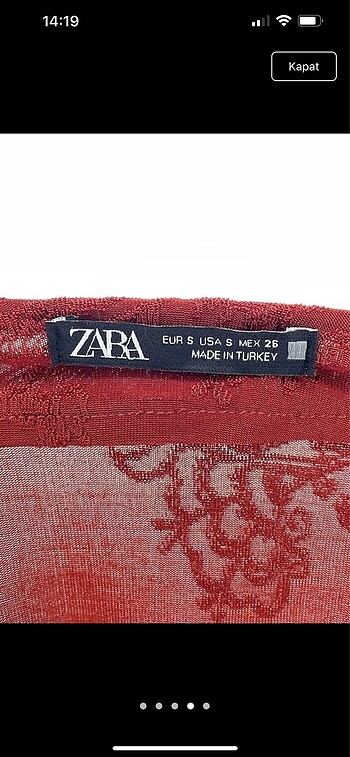 14:19
Kapat
ZARA
EUR S USA S MEX 26
MADE IN TURKEY